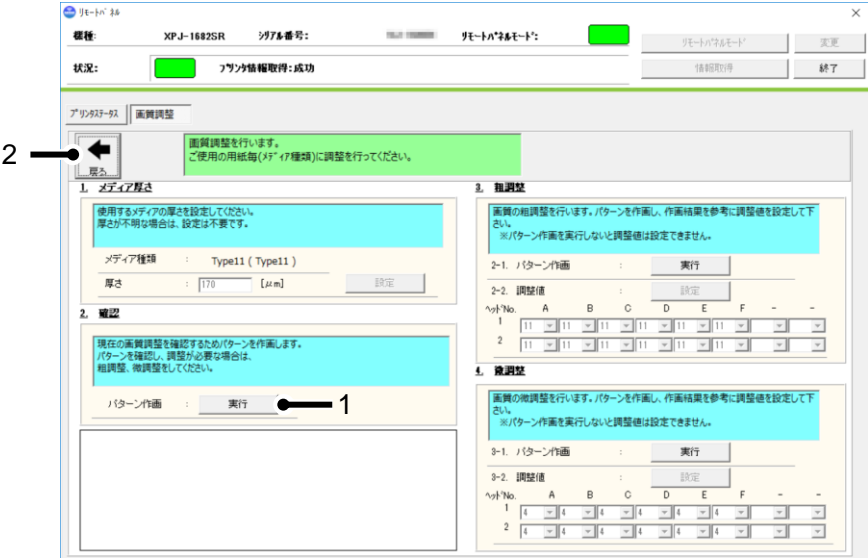 リモートパネル
機種: XPJ-1682SR シリアル番号: リモートパネルモード: リモートパネルモード 変更
状況: プリンタ情報取得:成功 情報取得 終了
プリンタステータス 画質調整
2 戻る
画質調整を行います。
ご使用の用紙毎(メディア種類)に調整を行ってください。
1. メディア厚さ
使用するメディアの厚さを設定してください。
厚さが不明な場合は、設定は不要です。
メディア種類 : Type11 ( Type11 )
厚さ : 170 [μm] 設定
2. 確認
現在の画質調整を確認するためパターンを作画します。
パターンを確認し、調整が必要な場合は、
粗調整、微調整をしてください。
パターン作画 : 実行 1
3. 粗調整
画質の粗調整を行います。パターンを作画し、作画結果を参考に調整値を設定して下
さい。
※パターン作画を実行しないと調整値は設定できません。
2-1. パターン作画 : 実行
2-2. 調整値 : 設定
ヘッドNo. A B C D E F - -
1 11 11 11 11 11 11
2 11 11 11 11 11 11
4. 微調整
画質の微調整を行います。パターンを作画し、作画結果を参考に調整値を設定して下
さい。
※パターン作画を実行しないと調整値は設定できません。
3-1. パターン作画 : 実行
3-2. 調整値 : 設定
ヘッドNo. A B C D E F - -
1 4 4 4 4 4 4
2 4 4 4 4 4 4